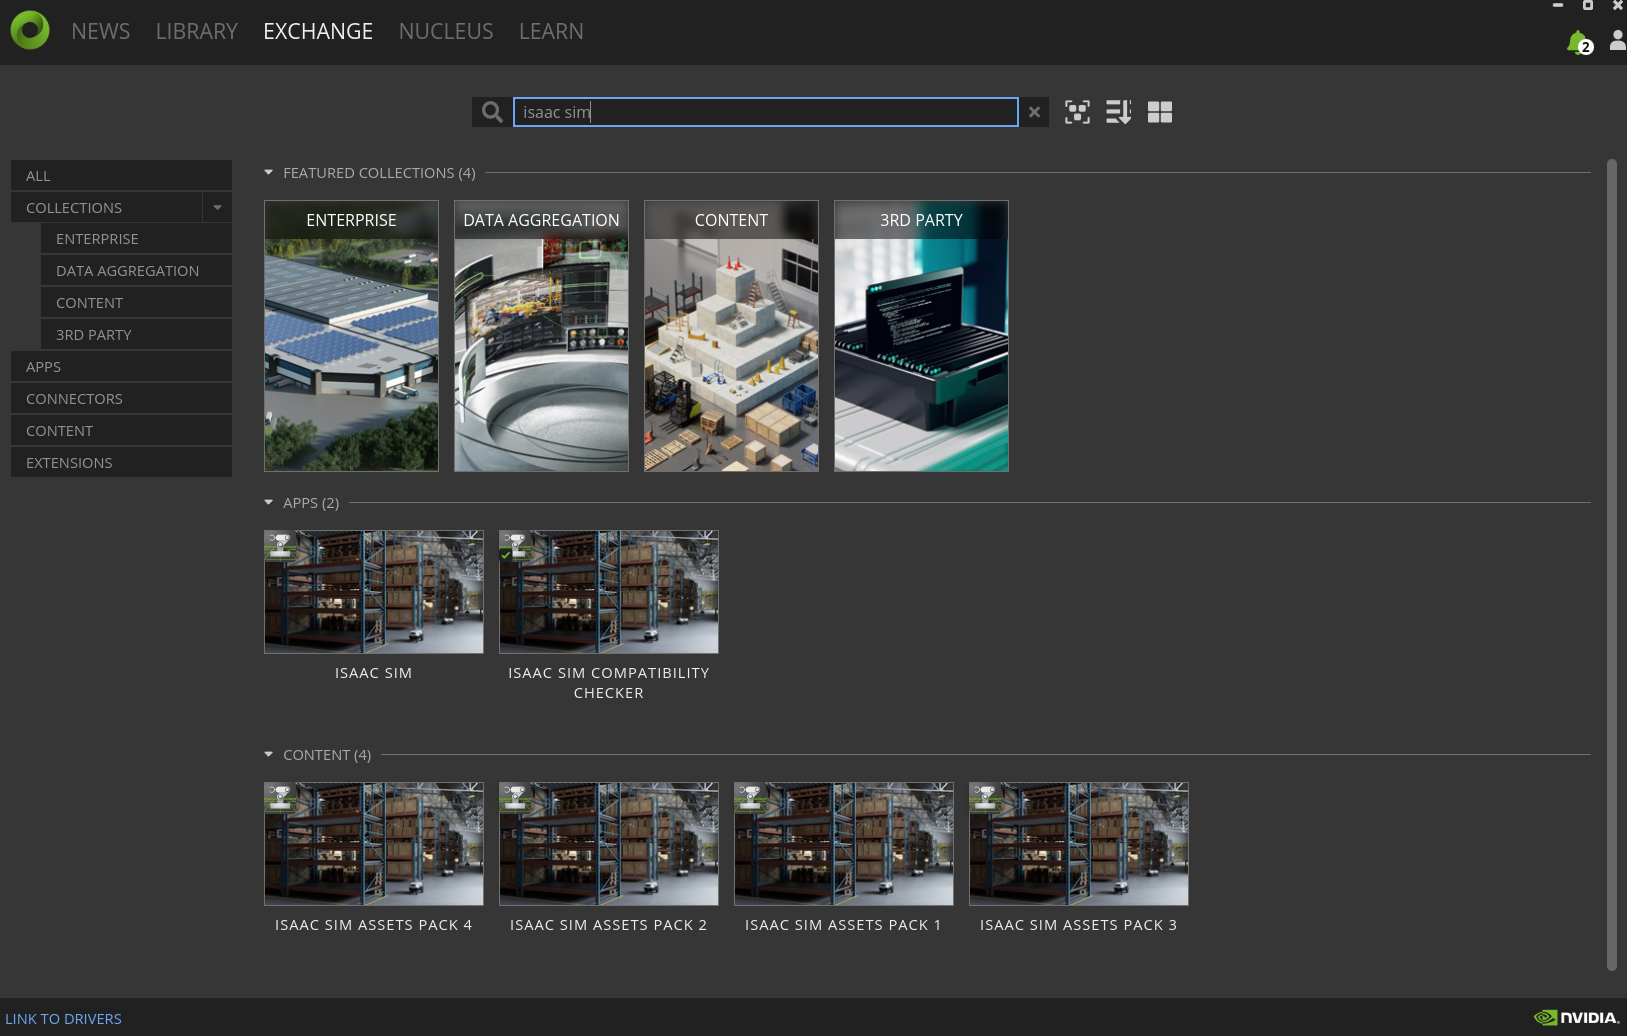 NEWS LIBRARY EXCHANGE NUCLEUS LEARN
2
isaac sim
ALL
COLLECTIONS
ENTERPRISE
DATA AGGREGATION
CONTENT
3RD PARTY
APPS
CONNECTORS
CONTENT
EXTENSIONS
FEATURED COLLECTIONS (4)
ENTERPRISE
DATA AGGREGATION
CONTENT
3RD PARTY
APPS (2)
ISAAC SIM
ISAAC SIM COMPATIBILITY
CHECKER
CONTENT (4)
ISAAC SIM ASSETS PACK 4
ISAAC SIM ASSETS PACK 2
ISAAC SIM ASSETS PACK 1
ISAAC SIM ASSETS PACK 3
LINK TO DRIVERS
NVIDIA.